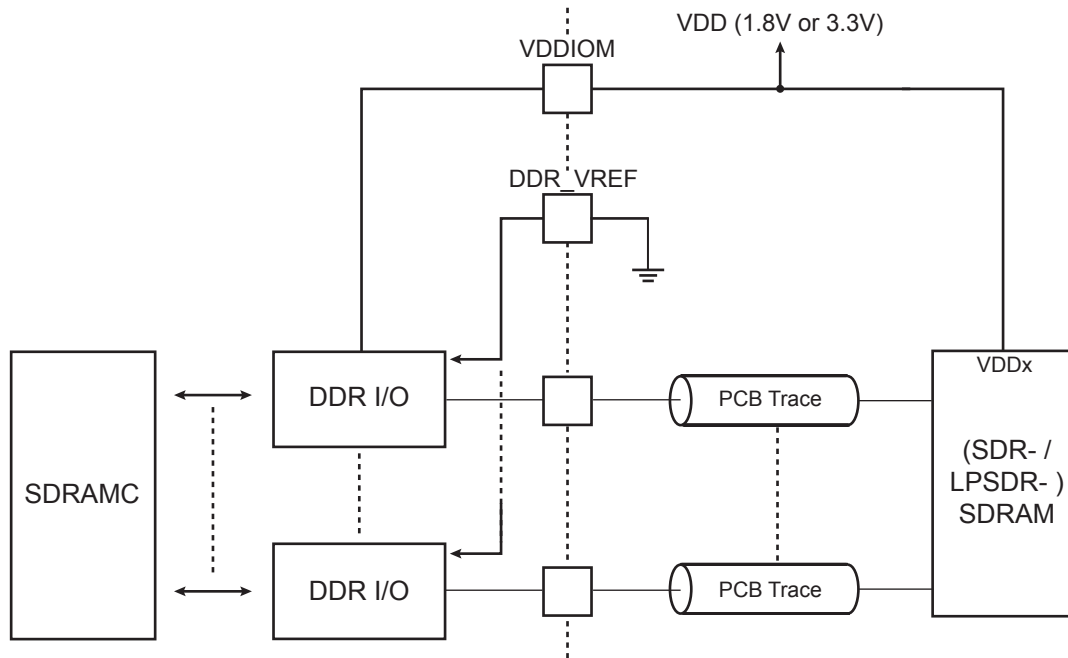 VDD (1.8V or 3.3V)
VDDIOM
DDR_VREF
SDRAMC
DDR I/O
PCB Trace
VDDx
(SDR- /
LPSDR- )
SDRAM
DDR I/O
PCB Trace